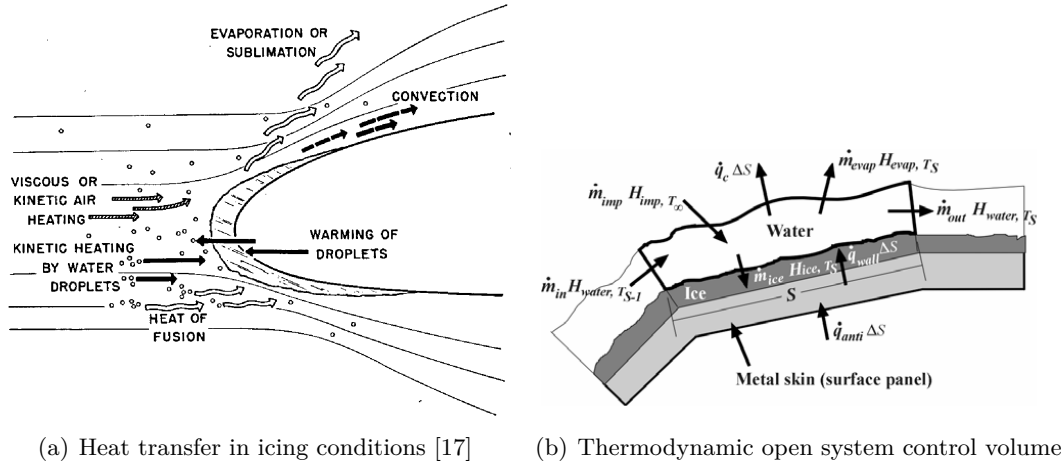 EVAPORATION OR
SUBLIMATION
CONVECTION
VISCOUS OR
KINETIC AIR
HEATING
KINETIC HEATING
BY WATER
DROPLETS
WARMING OF
DROPLETS
HEAT OF
FUSION
(a) Heat transfer in icing conditions [17]
q̇c ΔS
ṁevap Hevap, TS
ṁimp Himp, T∞
Water
ṁout Hwater, TS
ṁin Hwater, TS-1
Ice
ṁice Hice, TS
q̇wall ΔS
S
q̇anti ΔS
Metal skin (surface panel)
(b) Thermodynamic open system control volume